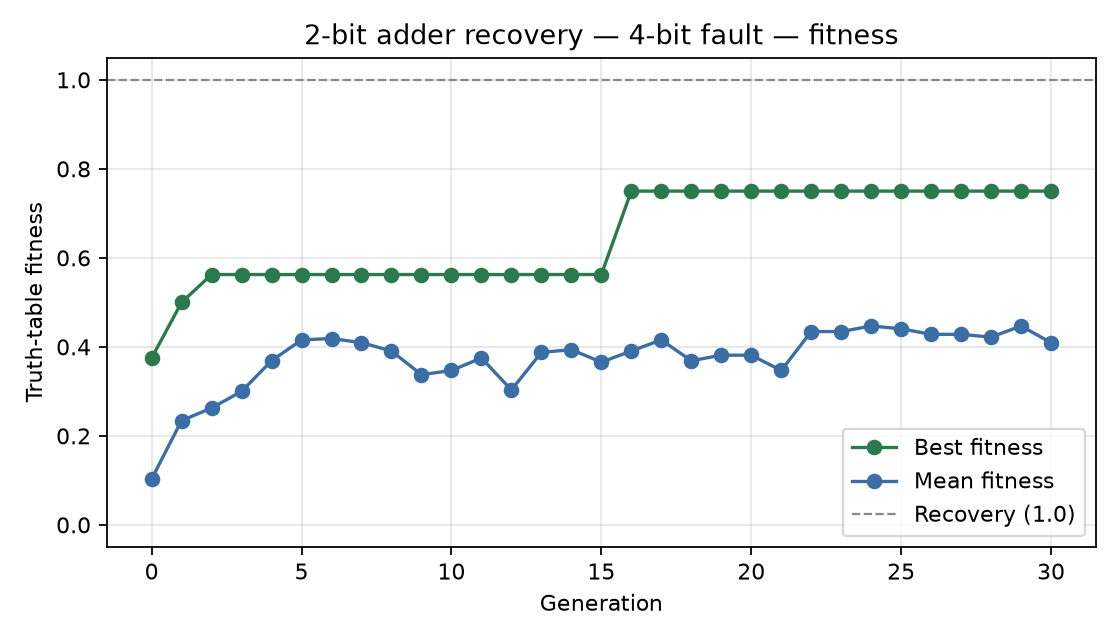 2-bit adder recovery — 4-bit fault — fitness
Truth-table fitness
1.0
0.8
0.6
0.4
0.2
0.0
Best fitness
Mean fitness
Recovery (1.0)
0 5 10 15 20 25 30
Generation